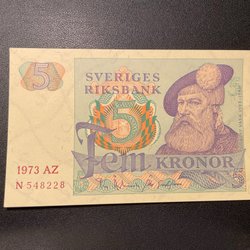 5
SVERIGES
RIKSBANK
5
1973 AZ
N 548228
Fem KRONOR